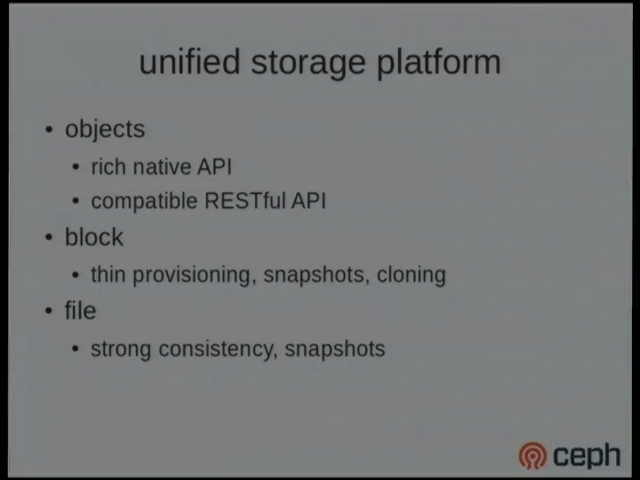 unified storage platform
• objects
• rich native API
• compatible RESTful API
• block
• thin provisioning, snapshots, cloning
• file
• strong consistency, snapshots
ceph